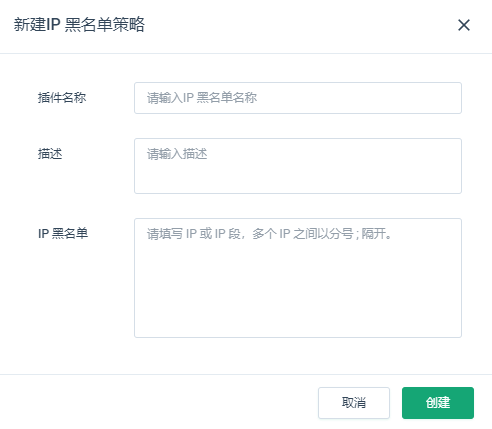 新建IP 黑名单策略
插件名称
请输入IP 黑名单名称
描述
请输入描述
IP 黑名单
请填写 IP 或 IP 段，多个 IP 之间以分号 ; 隔开。
取消
创建